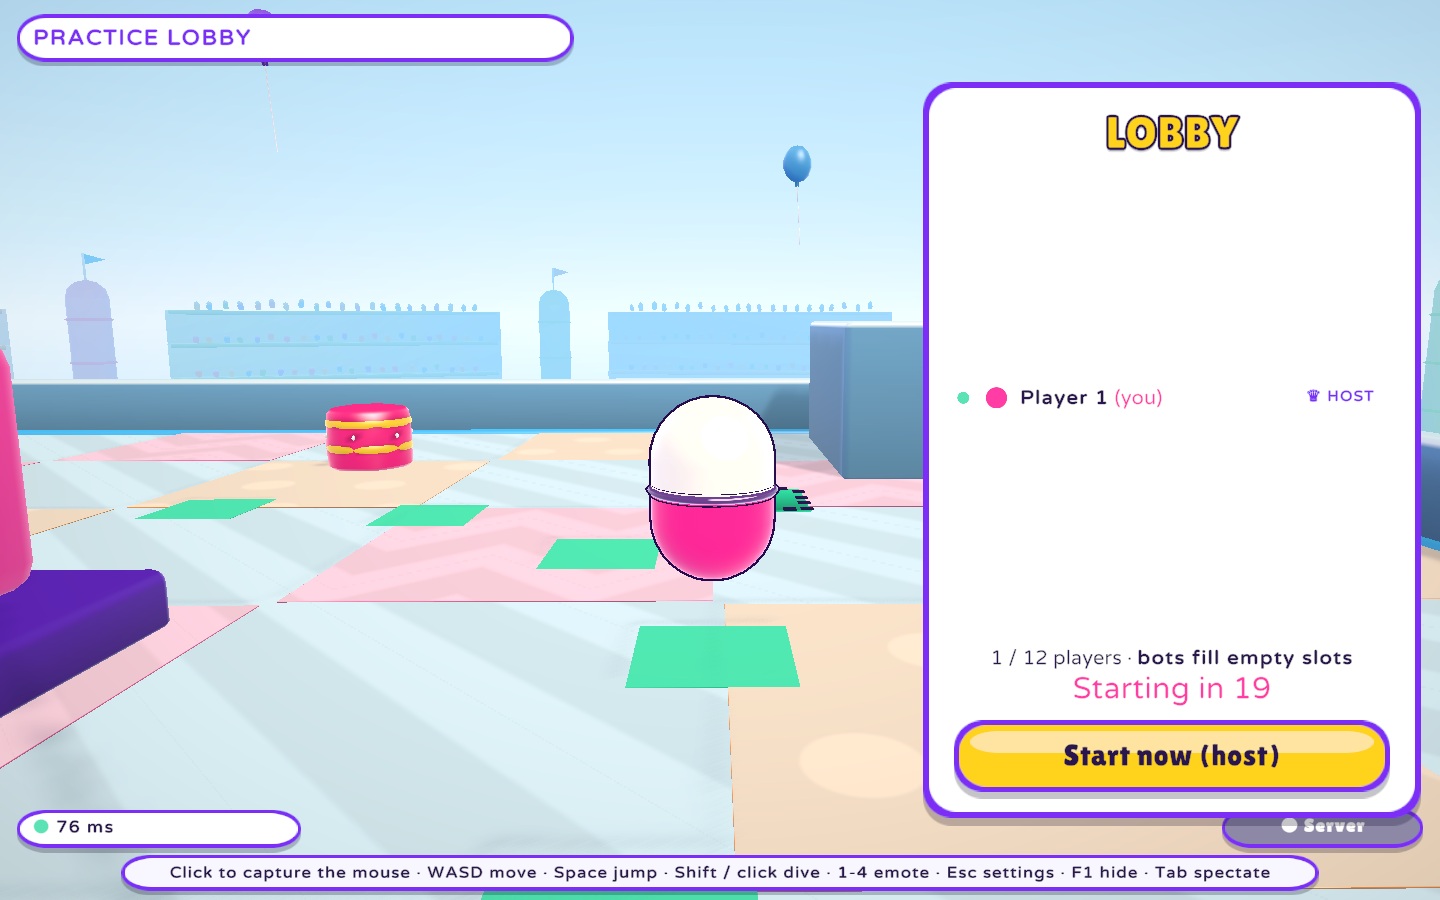 PRACTICE LOBBY
LOBBY
Player 1 (you)
HOST
1 / 12 players · bots fill empty slots
Starting in 19
Start now (host)
76 ms
Server
Click to capture the mouse · WASD move · Space jump · Shift / click dive · 1-4 emote · Esc settings · F1 hide · Tab spectate